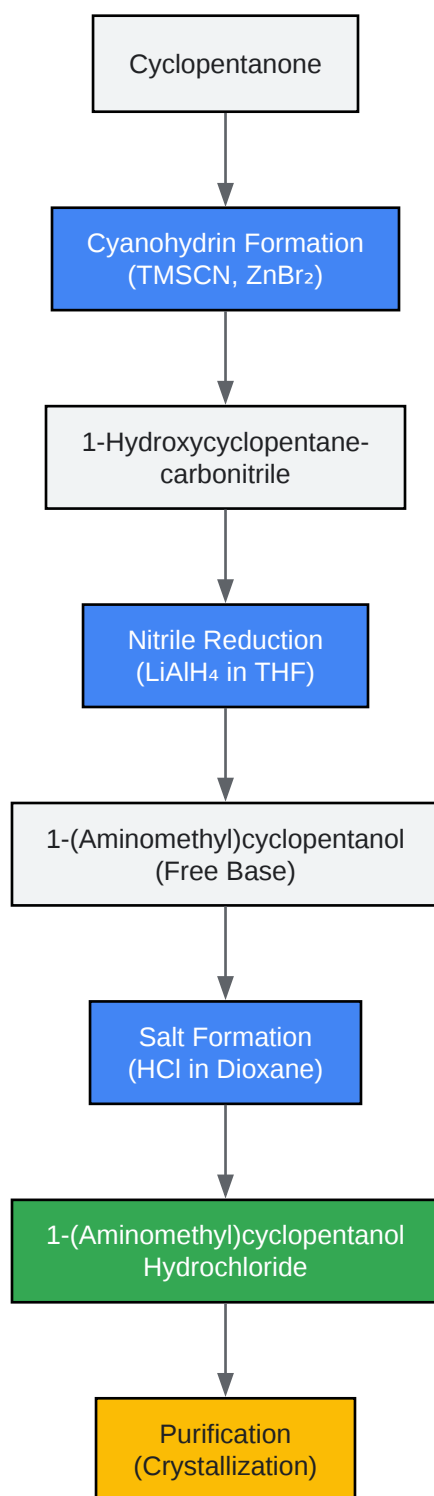 Cyclopentanone
Cyanohydrin Formation
(TMSCN, ZnBr₂)
1-Hydroxycyclopentane-
carbonitrile
Nitrile Reduction
(LiAlH₄ in THF)
1-(Aminomethyl)cyclopentanol
(Free Base)
Salt Formation
(HCl in Dioxane)
1-(Aminomethyl)cyclopentanol
Hydrochloride
Purification
(Crystallization)